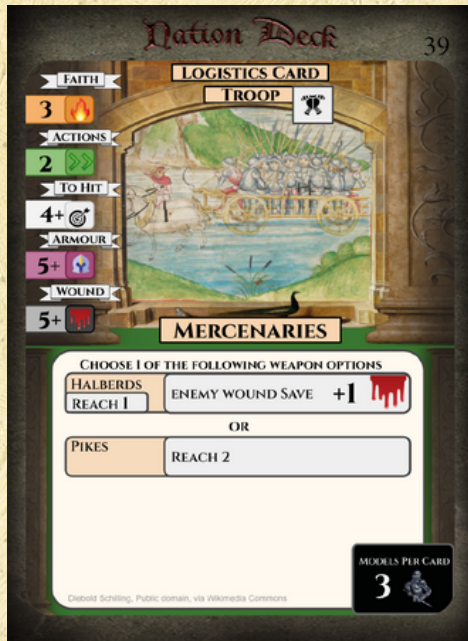 Nation Deck
39
FAITH
3
ACTIONS
2
TO HIT
4+
ARMOUR
5+
WOUND
5+
LOGISTICS CARD
TROOP
MERCENARIES
CHOOSE 1 OF THE FOLLOWING WEAPON OPTIONS
HALBERDS
REACH 1
ENEMY WOUND SAVE +1
OR
PIKES
REACH 2
MODELS PER CARD
3
Diebold Schilling, Public domain, via Wikimedia Commons